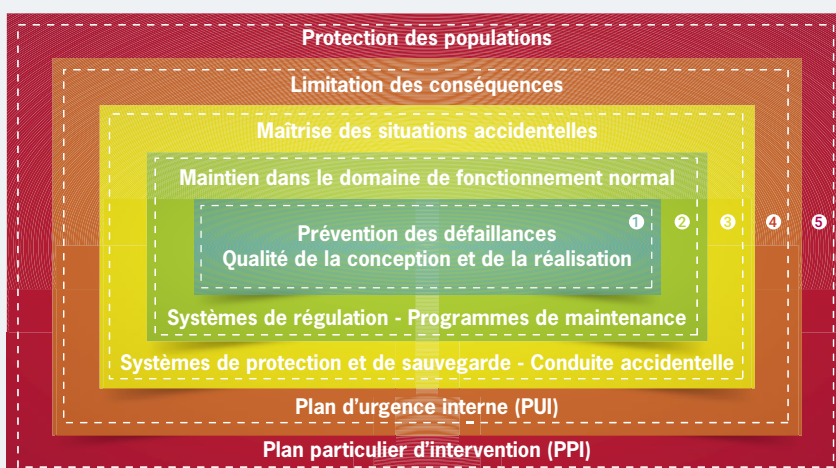 Protection des populations
Limitation des conséquences
Maîtrise des situations accidentelles
Maintien dans le domaine de fonctionnement normal
Prévention des défaillances
Qualité de la conception et de la réalisation
1 2 3 4 5
Systèmes de régulation - Programmes de maintenance
Systèmes de protection et de sauvegarde - Conduite accidentelle
Plan d'urgence interne (PUI)
Plan particulier d'intervention (PPI)